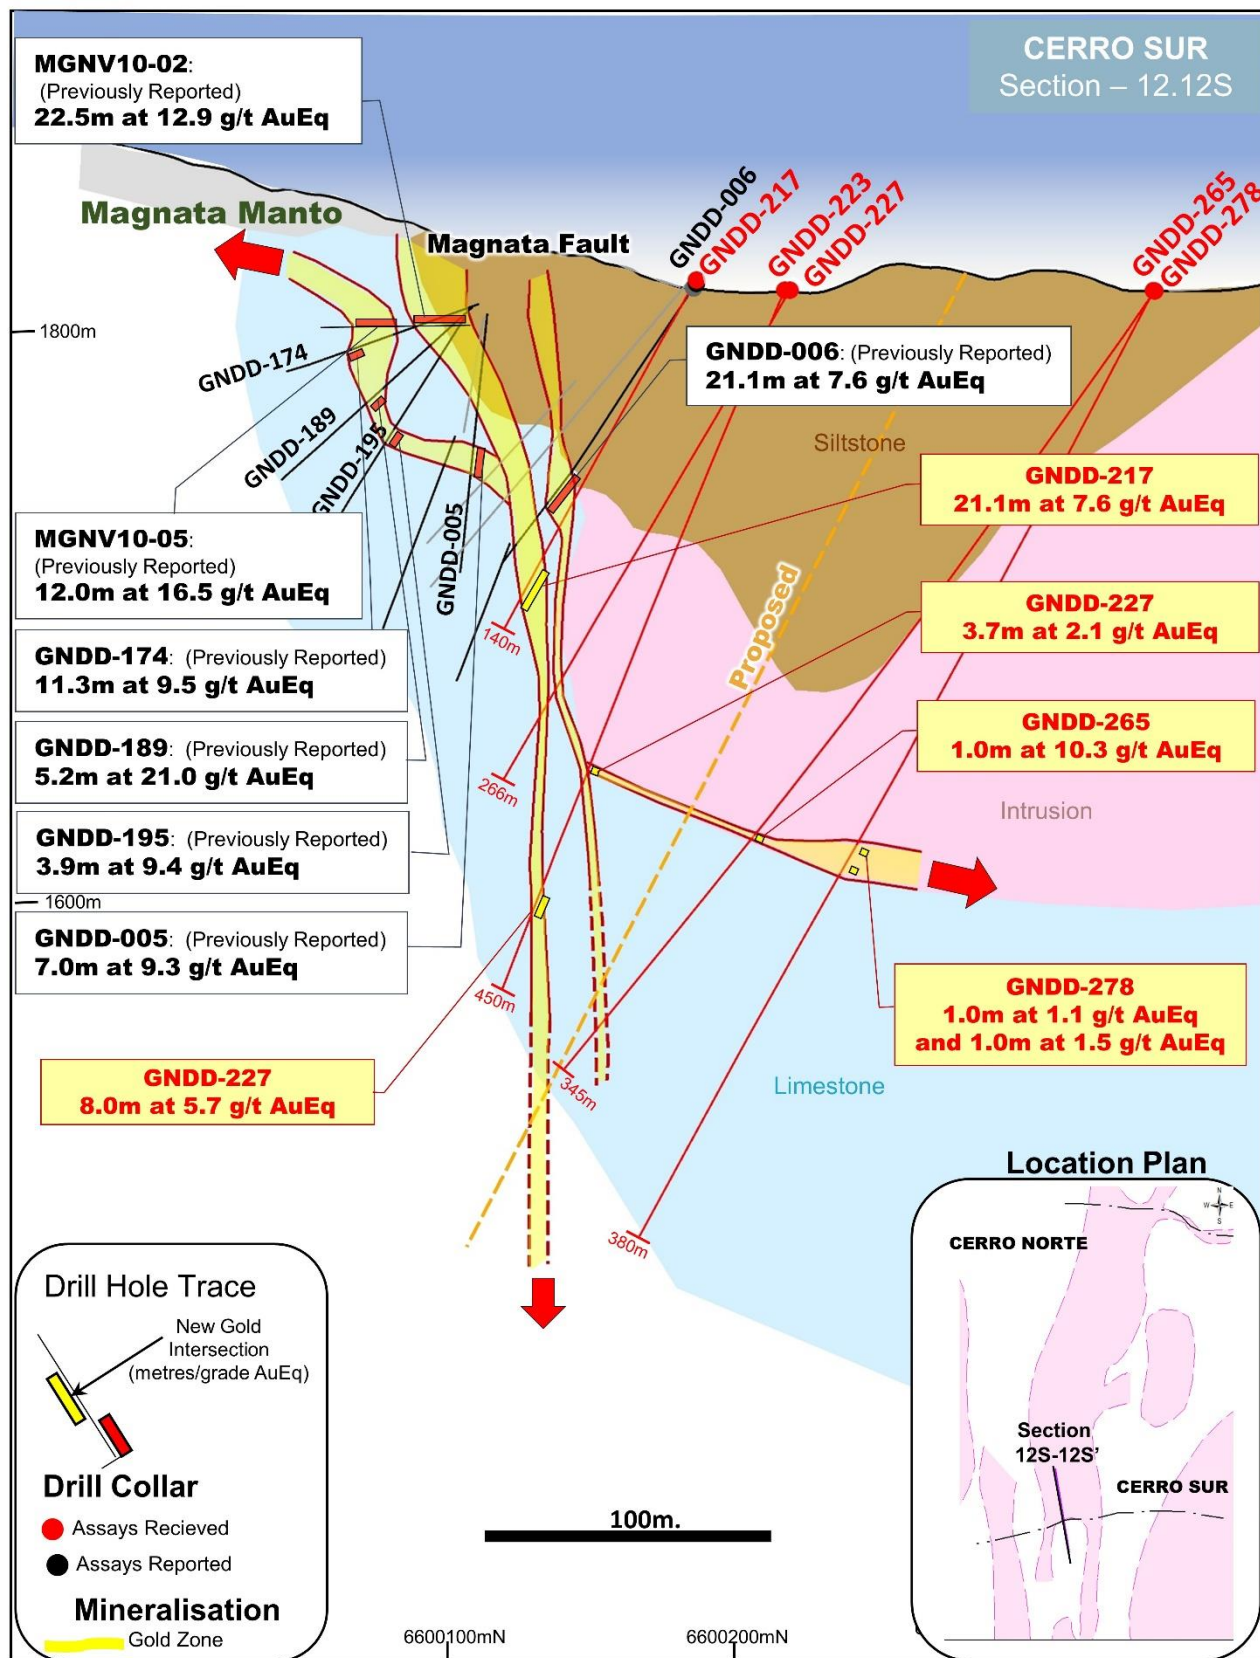 CERRO SUR
Section – 12.12S
MGNV10-02:
(Previously Reported)
22.5m at 12.9 g/t AuEq
Magnata Manto
Magnata Fault
GNDD-006
GNDD-217
GNDD-223
GNDD-227
GNDD-265
GNDD-278
1800m
GNDD-174
GNDD-189
GNDD-195
GNDD-005
GNDD-006: (Previously Reported)
21.1m at 7.6 g/t AuEq
Siltstone
GNDD-217
21.1m at 7.6 g/t AuEq
MGNV10-05:
(Previously Reported)
12.0m at 16.5 g/t AuEq
Proposed
140m
GNDD-227
3.7m at 2.1 g/t AuEq
GNDD-174: (Previously Reported)
11.3m at 9.5 g/t AuEq
GNDD-265
1.0m at 10.3 g/t AuEq
GNDD-189: (Previously Reported)
5.2m at 21.0 g/t AuEq
266m
Intrusion
GNDD-195: (Previously Reported)
3.9m at 9.4 g/t AuEq
1600m
GNDD-005: (Previously Reported)
7.0m at 9.3 g/t AuEq
450m
GNDD-278
1.0m at 1.1 g/t AuEq
and 1.0m at 1.5 g/t AuEq
GNDD-227
8.0m at 5.7 g/t AuEq
345m
Limestone
380m
Location Plan
N
W E
S
CERRO NORTE
Section
12S-12S'
CERRO SUR
Drill Hole Trace
New Gold
Intersection
(metres/grade AuEq)
Drill Collar
Assays Recieved
Assays Reported
Mineralisation
Gold Zone
100m.
6600100mN
6600200mN